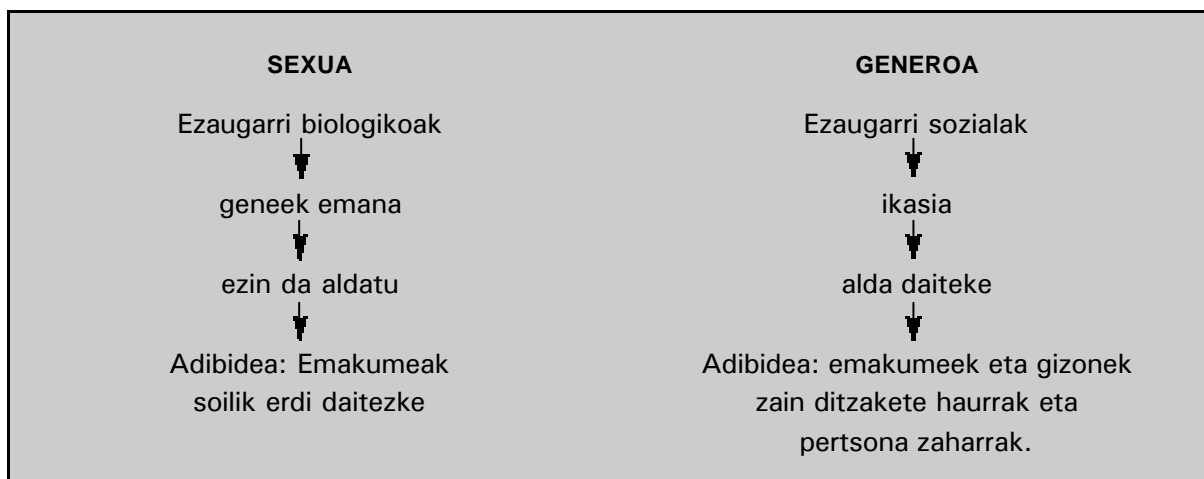 SEXUA
Ezaugarri biologikoak
geneek emana
ezin da aldatu
Adibidea: Emakumeak
soilik erdi daitezke
GENEROA
Ezaugarri sozialak
ikasia
alda daiteke
Adibidea: emakumeek eta gizonek
zain ditzakete haurrak eta
pertsona zaharrak.